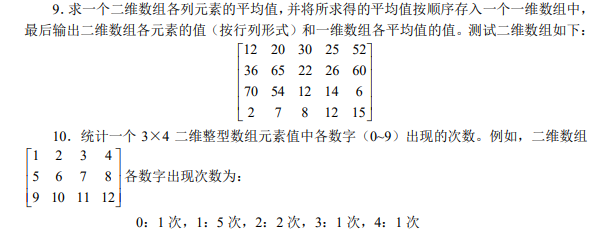 9．求一个二维数组各列元素的平均值，并将所求得的平均值按顺序存入一个一维数组中，
最后输出二维数组各元素的值（按行列形式）和一维数组各平均值的值。测试二维数组如下：
12 20 30 25 52
36 65 22 26 60
70 54 12 14 6
2 7 8 12 15
10．统计一个 3×4 二维整型数组元素值中各数字（0~9）出现的次数。例如，二维数组
1 2 3 4
5 6 7 8 各数字出现次数为：
9 10 11 12
0：1 次，1：5 次，2：2 次，3：1 次，4：1 次